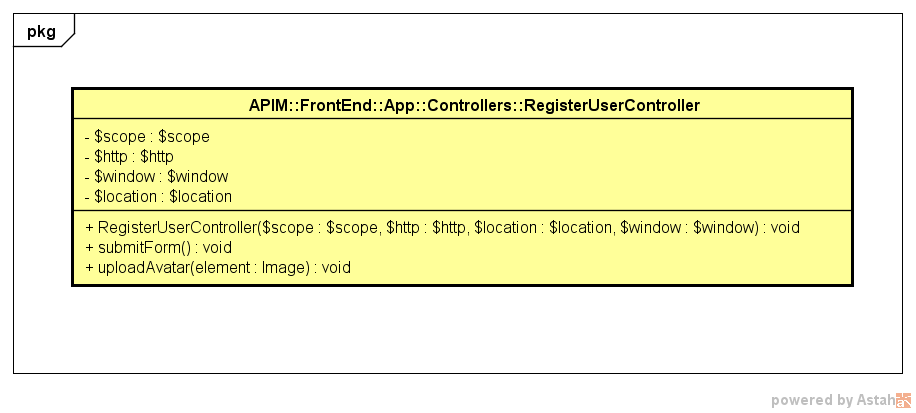 pkg
APIM::FrontEnd::App::Controllers::RegisterUserController
- $scope : $scope
- $http : $http
- $window : $window
- $location : $location
+ RegisterUserController($scope : $scope, $http : $http, $location : $location, $window : $window) : void
+ submitForm() : void
+ uploadAvatar(element : Image) : void
powered by Astah